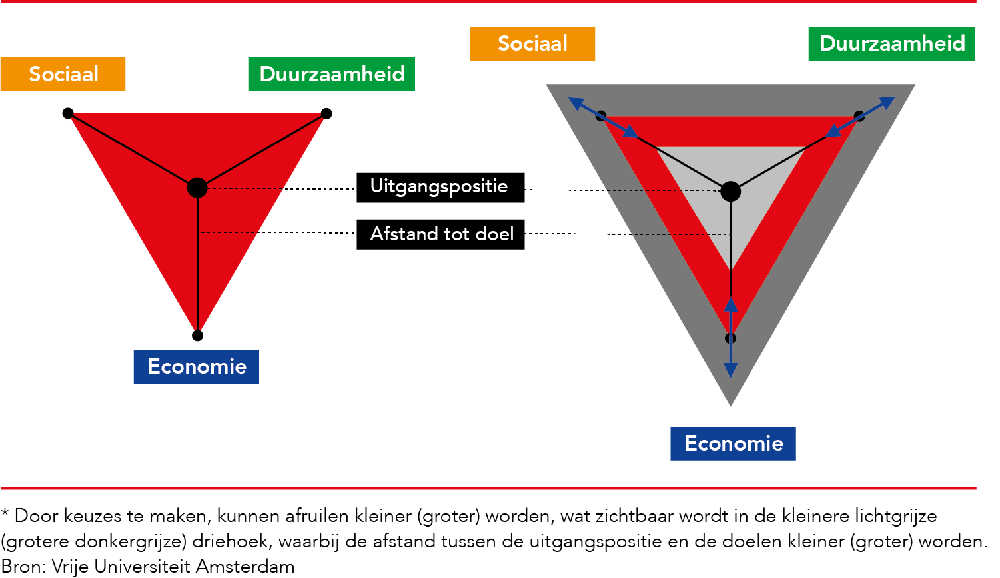 Sociaal
Duurzaamheid
Sociaal
Duurzaamheid
Uitgangspositie
Afstand tot doel
Economie
Economie
* Door keuzes te maken, kunnen afruilen kleiner (groter) worden, wat zichtbaar wordt in de kleinere lichtgrijze
(grotere donkergrijze) driehoek, waarbij de afstand tussen de uitgangspositie en de doelen kleiner (groter) worden.
Bron: Vrije Universiteit Amsterdam